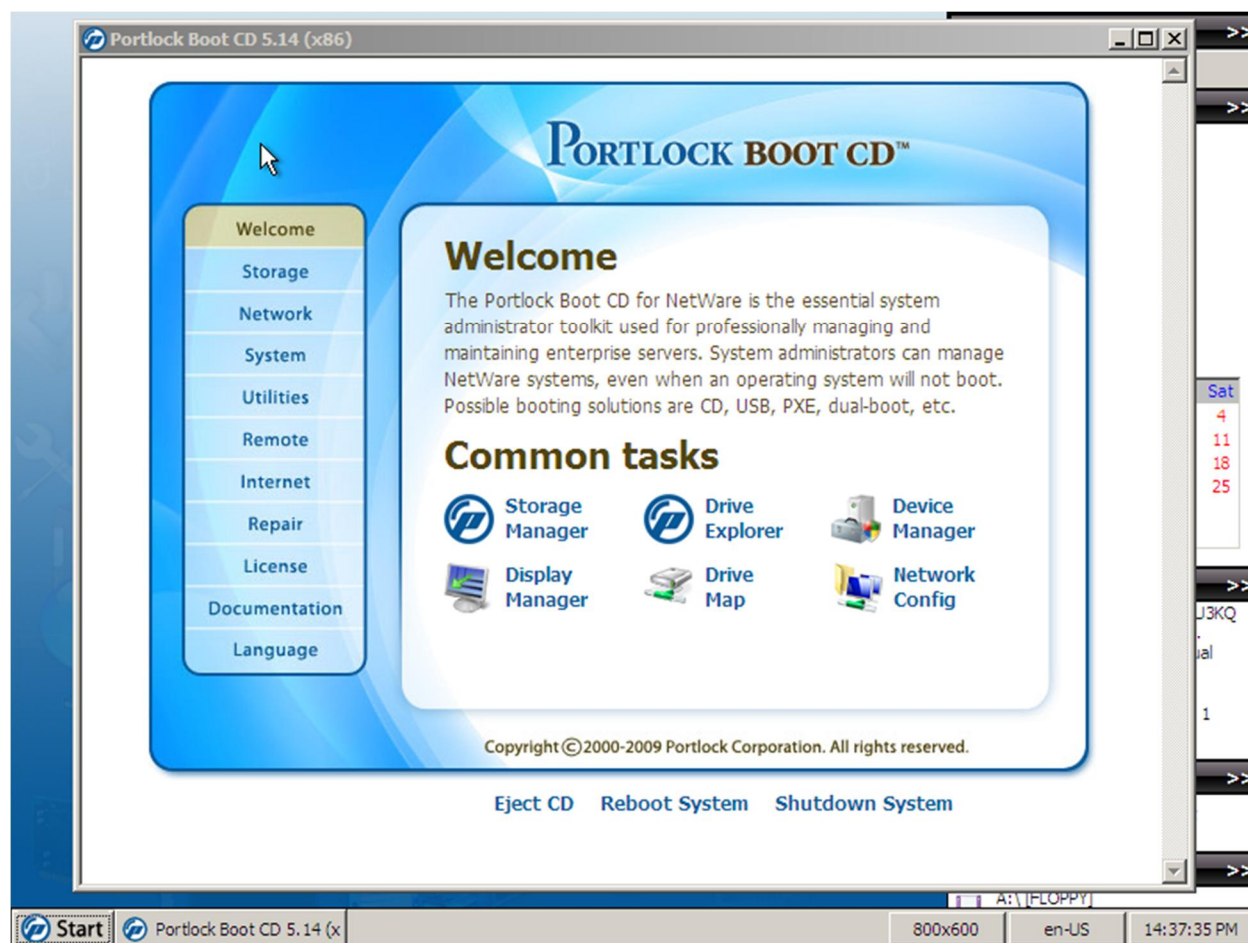 Portlock Boot CD 5.14 (x86)
PORTLOCK BOOT CD™
Welcome
Storage
Network
System
Utilities
Remote
Internet
Repair
License
Documentation
Language
Welcome
The Portlock Boot CD for NetWare is the essential system
administrator toolkit used for professionally managing and
maintaining enterprise servers. System administrators can manage
NetWare systems, even when an operating system will not boot.
Possible booting solutions are CD, USB, PXE, dual-boot, etc.
Common tasks
Storage
Manager
Drive
Explorer
Device
Manager
Display
Manager
Drive
Map
Network
Config
Copyright©2000-2009 Portlock Corporation. All rights reserved.
Eject CD Reboot System Shutdown System
>>
>>
Sat
4
11
18
25
>>
J3KQ
1
>>
>>
A:\ [FLOPPY]
Start
Portlock Boot CD 5.14 (x
800x600
en-US
14:37:35 PM